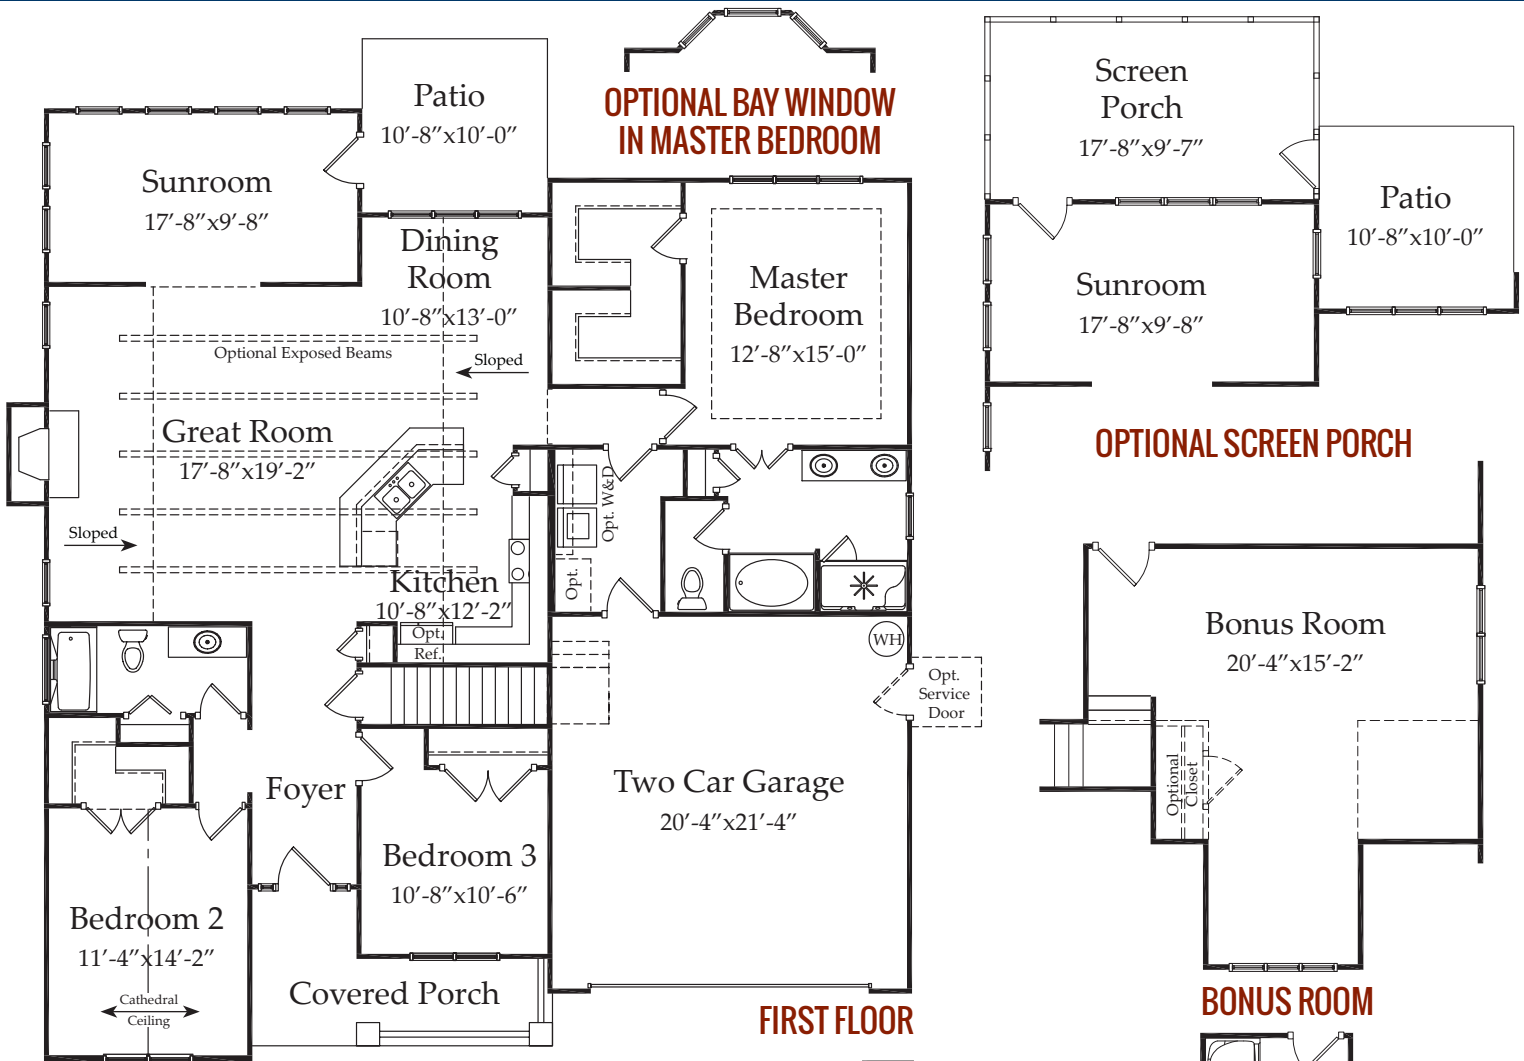 Patio
10'-8"x10'-0"
OPTIONAL BAY WINDOW
IN MASTER BEDROOM
Screen
Porch
17'-8"x9'-7"
Sunroom
17'-8"x9'-8"
Patio
10'-8"x10'-0"
Dining
Room
10'-8"x13'-0"
Master
Bedroom
12'-8"x15'-0"
Sunroom
17'-8"x9'-8"
Optional Exposed Beams
Sloped
Great Room
17'-8"x19'-2"
OPTIONAL SCREEN PORCH
Opt. W&D
Sloped
Kitchen
10'-8"x12'-2"
Opt.
Opt.
Ref.
WH
Opt.
Service
Door
Bonus Room
20'-4"x15'-2"
Optional
Closet
Foyer
Two Car Garage
20'-4"x21'-4"
Bedroom 3
10'-8"x10'-6"
Bedroom 2
11'-4"x14'-2"
Cathedral
Ceiling
Covered Porch
FIRST FLOOR
BONUS ROOM